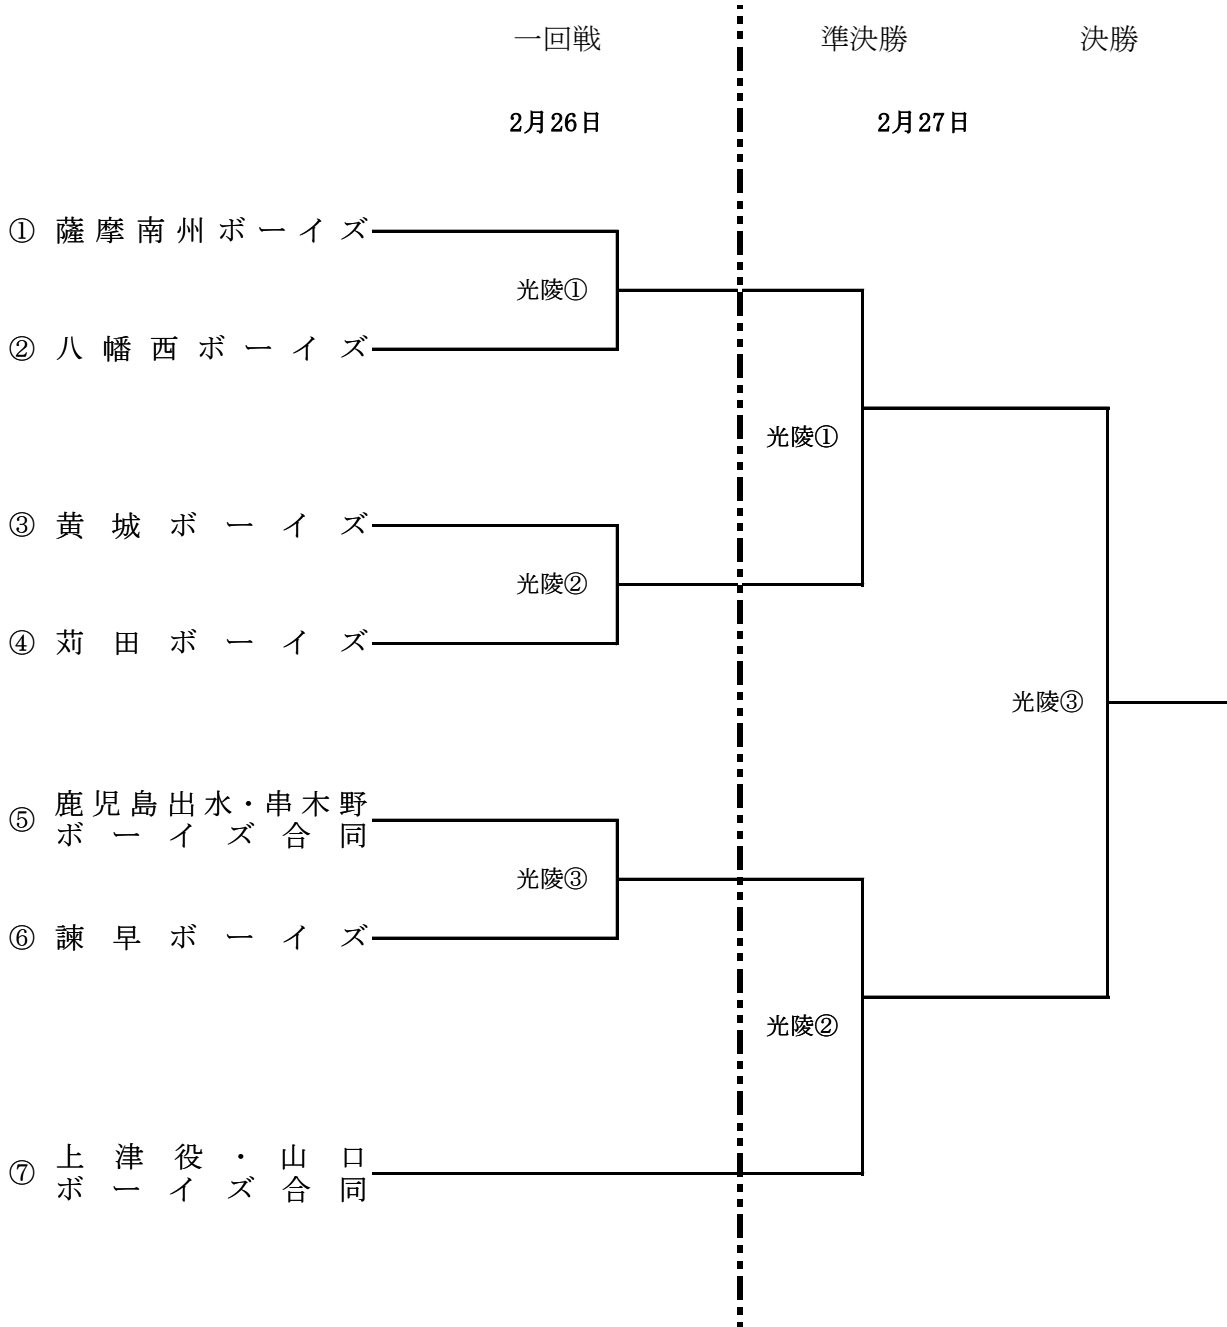 一回戦 準決勝 決勝
2月26日 2月27日
① 薩摩南州ボーイズ
光陵①
② 八幡西ボーイズ
光陵①
③ 黄城ボーイズ
光陵②
④ 苅田ボーイズ
光陵③
⑤ 鹿児島出水・串木野
ボーイズ合同
光陵③
⑥ 諫早ボーイズ
光陵②
⑦ 上津役・山口
ボーイズ合同